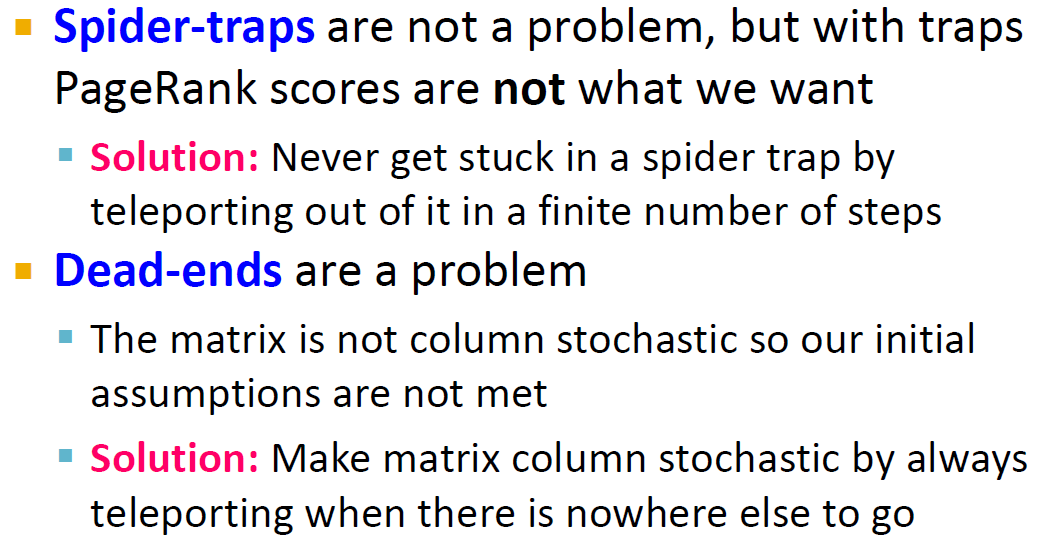 Spider-traps are not a problem, but with traps
PageRank scores are not what we want
Solution: Never get stuck in a spider trap by
teleporting out of it in a finite number of steps
Dead-ends are a problem
The matrix is not column stochastic so our initial
assumptions are not met
Solution: Make matrix column stochastic by always
teleporting when there is nowhere else to go